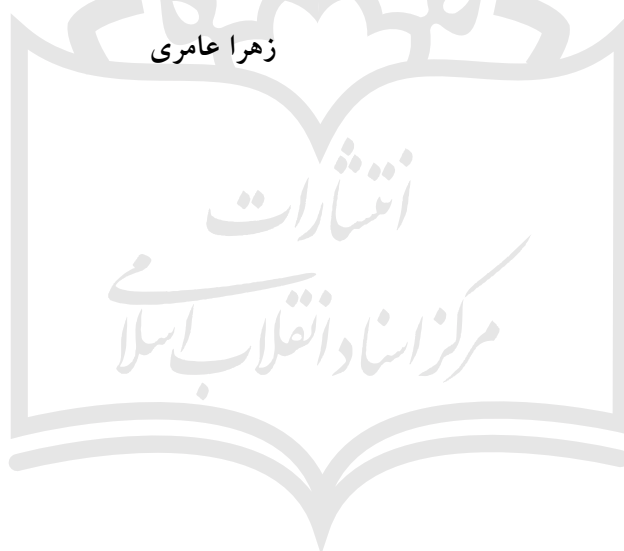 زهرا عامری
انتشارات
مرکز اسناد انقلاب اسلامی